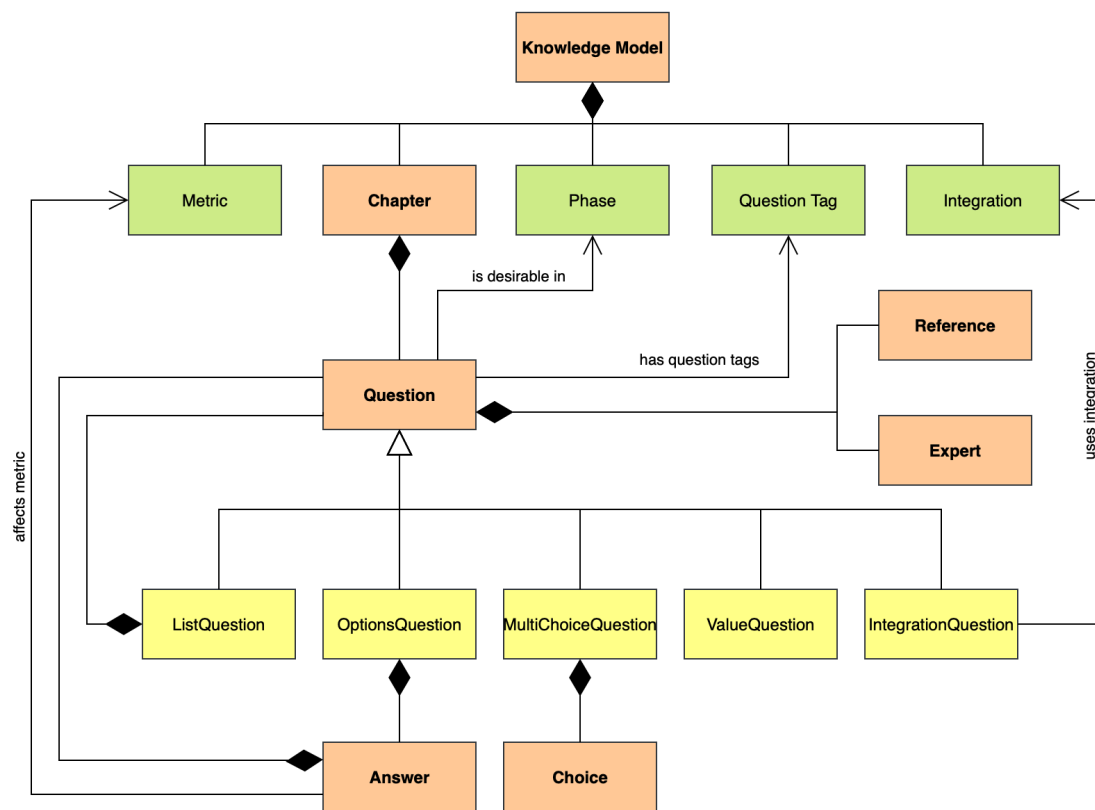 Knowledge Model
Metric
Chapter
Phase
Question Tag
Integration
is desirable in
Reference
has question tags
Question
uses integration
Expert
affects metric
ListQuestion
OptionsQuestion
MultiChoiceQuestion
ValueQuestion
IntegrationQuestion
Answer
Choice